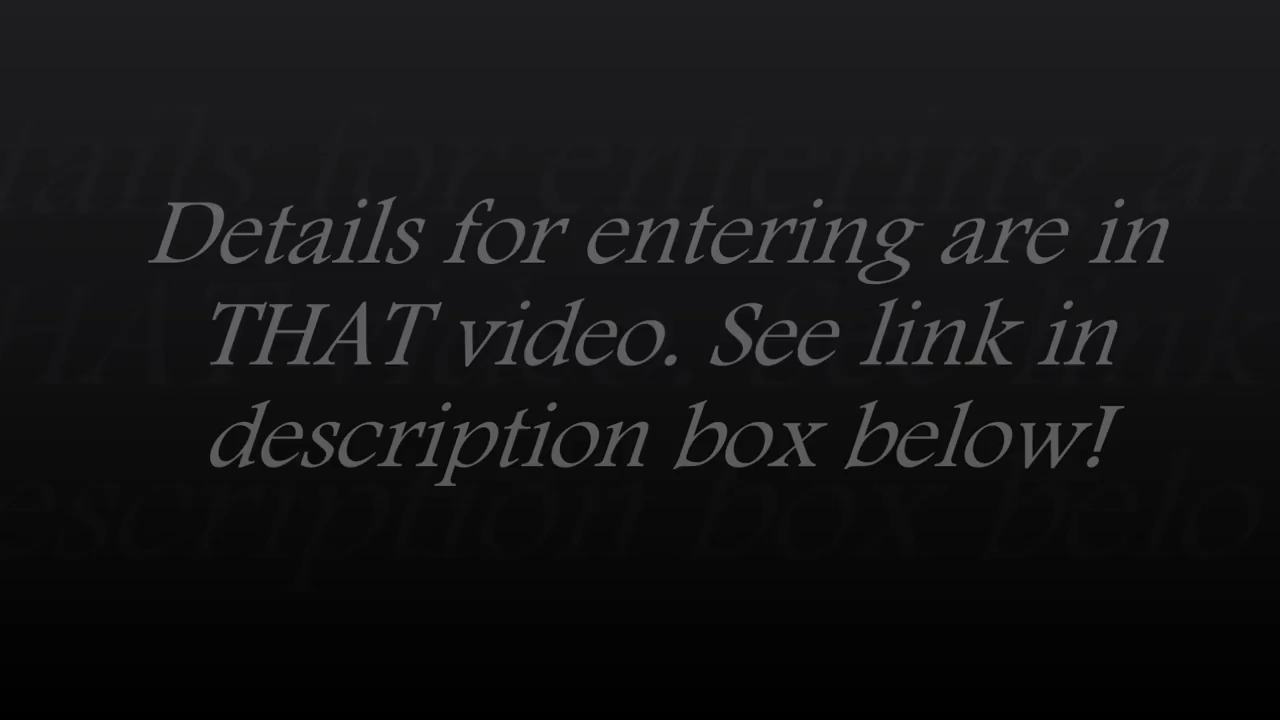 Details for entering are in
THAT video. See link in
description box below!